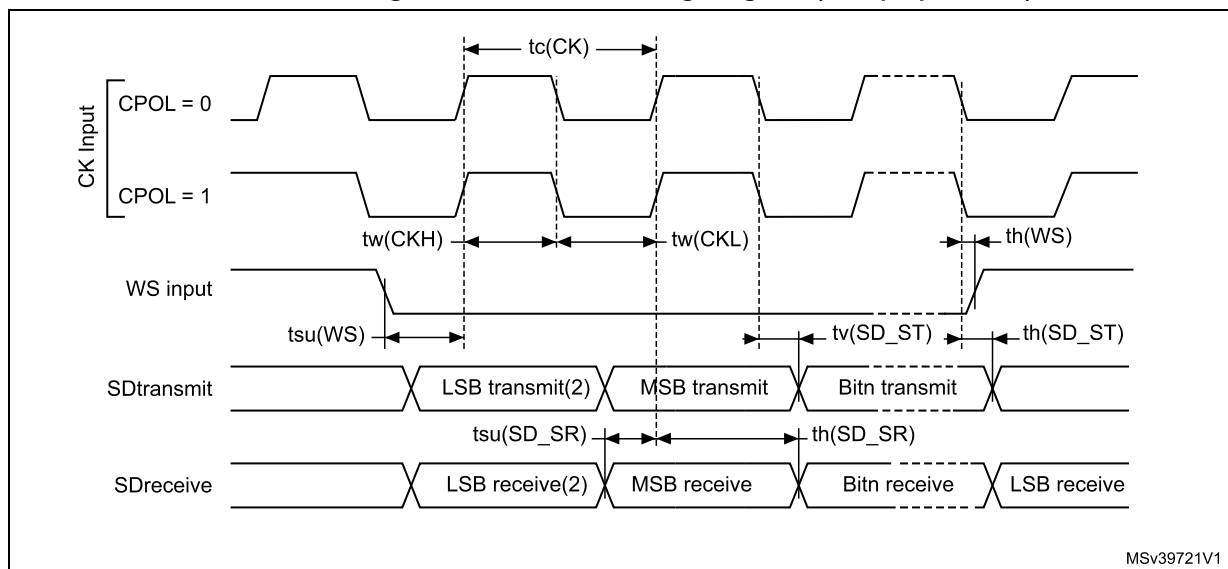 tc(CK)
CK Input
CPOL = 0
CPOL = 1
tw(CKH)
tw(CKL)
th(WS)
WS input
tsu(WS)
tv(SD_ST)
th(SD_ST)
SDtransmit
LSB transmit(2)
MSB transmit
Bitn transmit
tsu(SD_SR)
th(SD_SR)
SDreceive
LSB receive(2)
MSB receive
Bitn receive
LSB receive
MSv39721V1